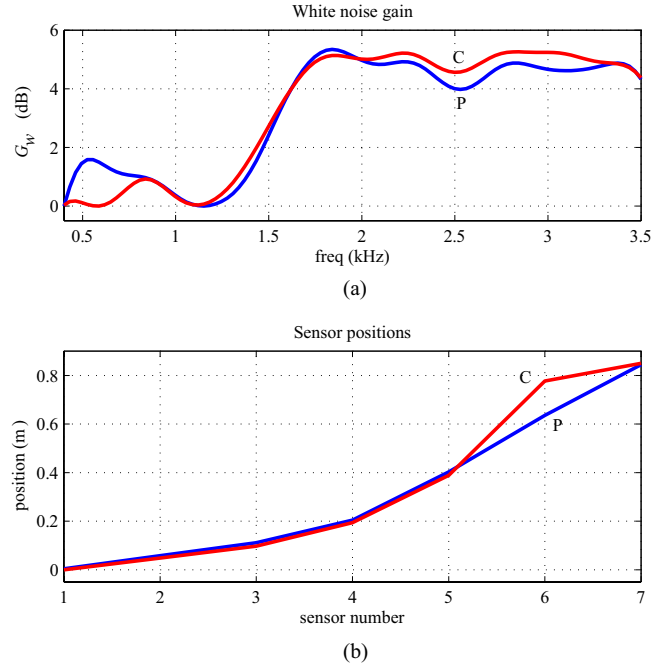 White noise gain
6
4
2
0
G_w (dB)
C
P
0.5 1 1.5 2 2.5 3 3.5
freq (kHz)
(a)
Sensor positions
0.8
0.6
0.4
0.2
0
position (m)
C
P
1 2 3 4 5 6 7
sensor number
(b)